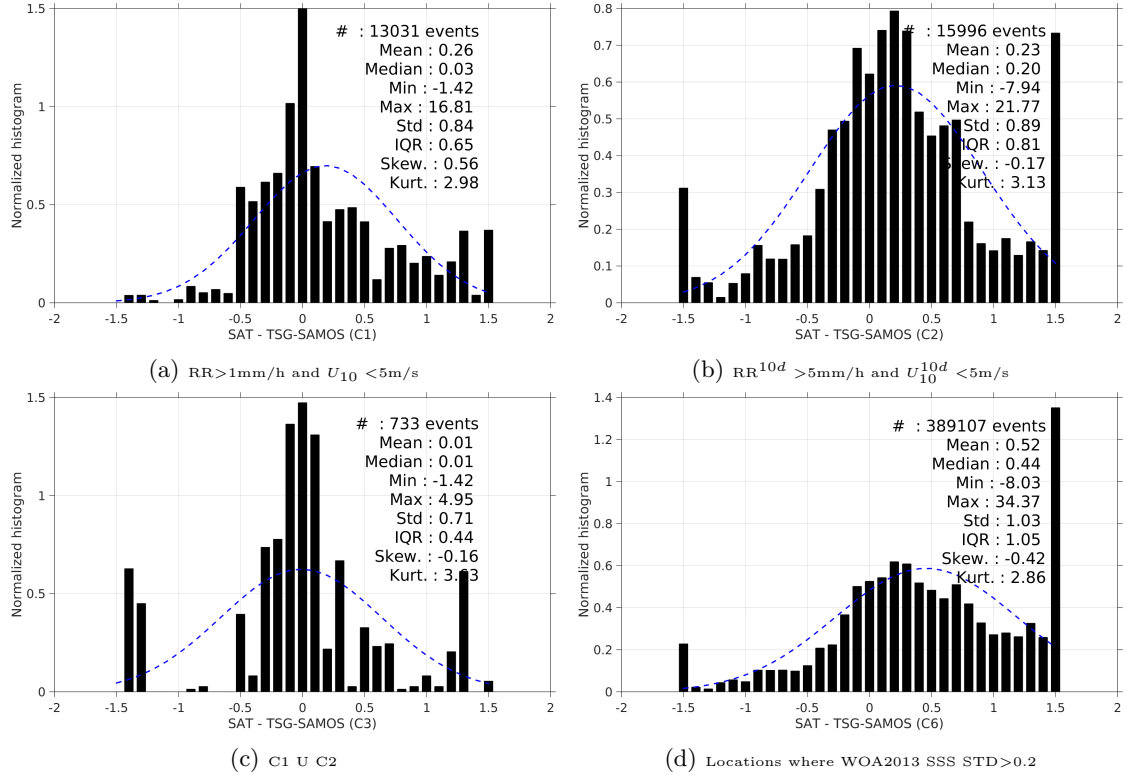 1.5
1
0.5
0
Normalized histogram
-2 -1.5 -1 -0.5 0 0.5 1 1.5 2
SAT - TSG-SAMOS (C1)
# : 13031 events
Mean : 0.26
Median : 0.03
Min : -1.42
Max : 16.81
Std : 0.84
IQR : 0.65
Skew. : 0.56
Kurt. : 2.98
(a) RR>1mm/h and U10 <5m/s
0.8
0.7
0.6
0.5
0.4
0.3
0.2
0.1
0
Normalized histogram
-2 -1.5 -1 -0.5 0 0.5 1 1.5 2
SAT - TSG-SAMOS (C2)
# : 15996 events
Mean : 0.23
Median : 0.20
Min : -7.94
Max : 21.77
Std : 0.89
IQR : 0.81
Skew. : -0.17
Kurt. : 3.13
(b) RR^10d >5mm/h and U10^10d <5m/s
1.5
1
0.5
0
Normalized histogram
-2 -1.5 -1 -0.5 0 0.5 1 1.5 2
SAT - TSG-SAMOS (C3)
# : 733 events
Mean : 0.01
Median : 0.01
Min : -1.42
Max : 4.95
Std : 0.71
IQR : 0.44
Skew. : -0.16
Kurt. : 3.63
(c) C1 U C2
1.4
1.2
1
0.8
0.6
0.4
0.2
0
Normalized histogram
-2 -1.5 -1 -0.5 0 0.5 1 1.5 2
SAT - TSG-SAMOS (C6)
# : 389107 events
Mean : 0.52
Median : 0.44
Min : -8.03
Max : 34.37
Std : 1.03
IQR : 1.05
Skew. : -0.42
Kurt. : 2.86
(d) Locations where WOA2013 SSS STD>0.2